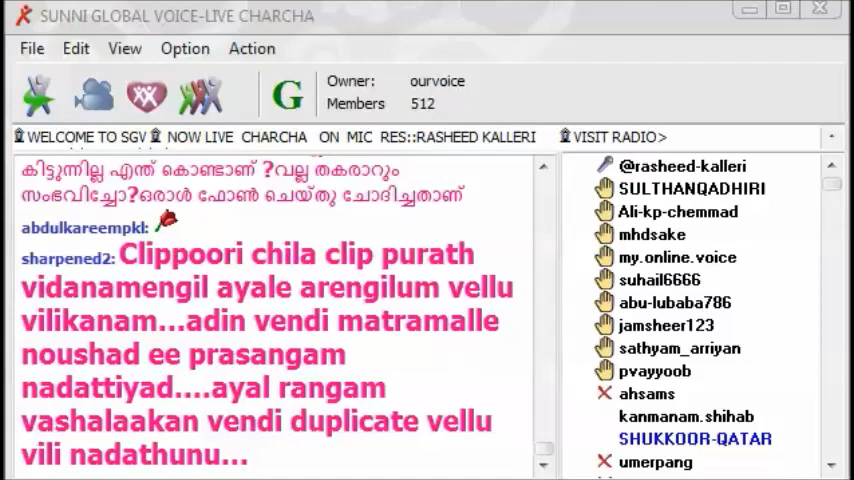 SUNNI GLOBAL VOICE-LIVE CHARCHA
File Edit View Option Action
G
Owner: ourvoice
Members 512
WELCOME TO SGV NOW LIVE CHARCHA ON MIC RES::RASHEED KALLERI VISIT RADIO>
കിട്ടുന്നില്ല എന്ത് കൊണ്ടാണ് ?വല്ല തകരാറും
സംഭവിച്ചോ?ഒരാൾ ഫോൺ ചെയ്തു ചോദിച്ചതാണ്
abdulkareempkl:
sharpened2: Clippoori chila clip purath
vidanamengil ayale arengilum vellu
vilikanam...adin vendi matramalle
noushad ee prasangam
nadattiyad....ayal rangam
vashalaakan vendi duplicate vellu
vili nadathunu...
@rasheed-kalleri
SULTHANQADHIRI
Ali-kp-chemmad
mhdsake
my.online.voice
suhail6666
abu-lubaba786
jamsheer123
sathyam_arriyan
pvayyoob
ahsams
kanmanam.shihab
SHUKKOOR-QATAR
umerpang